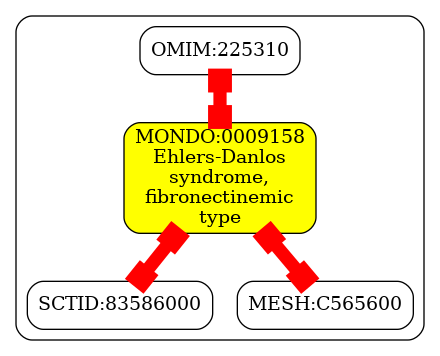 OMIM:225310
MONDO:0009158
Ehlers-Danlos
syndrome,
fibronectinemic
type
SCTID:83586000
MESH:C565600